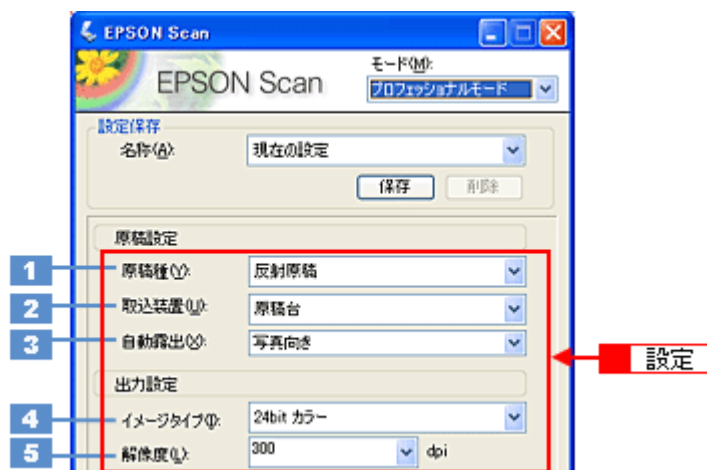 EPSON Scan
EPSON Scan
モード(M):
プロフェッショナルモード
設定保存
名称(A): 現在の設定
保存 削除
原稿設定
1 原稿種(Y): 反射原稿
2 取込装置(U): 原稿台
3 自動露出(X): 写真向き
設定
出力設定
4 イメージタイプ(I): 24bit カラー
5 解像度(L): 300 dpi